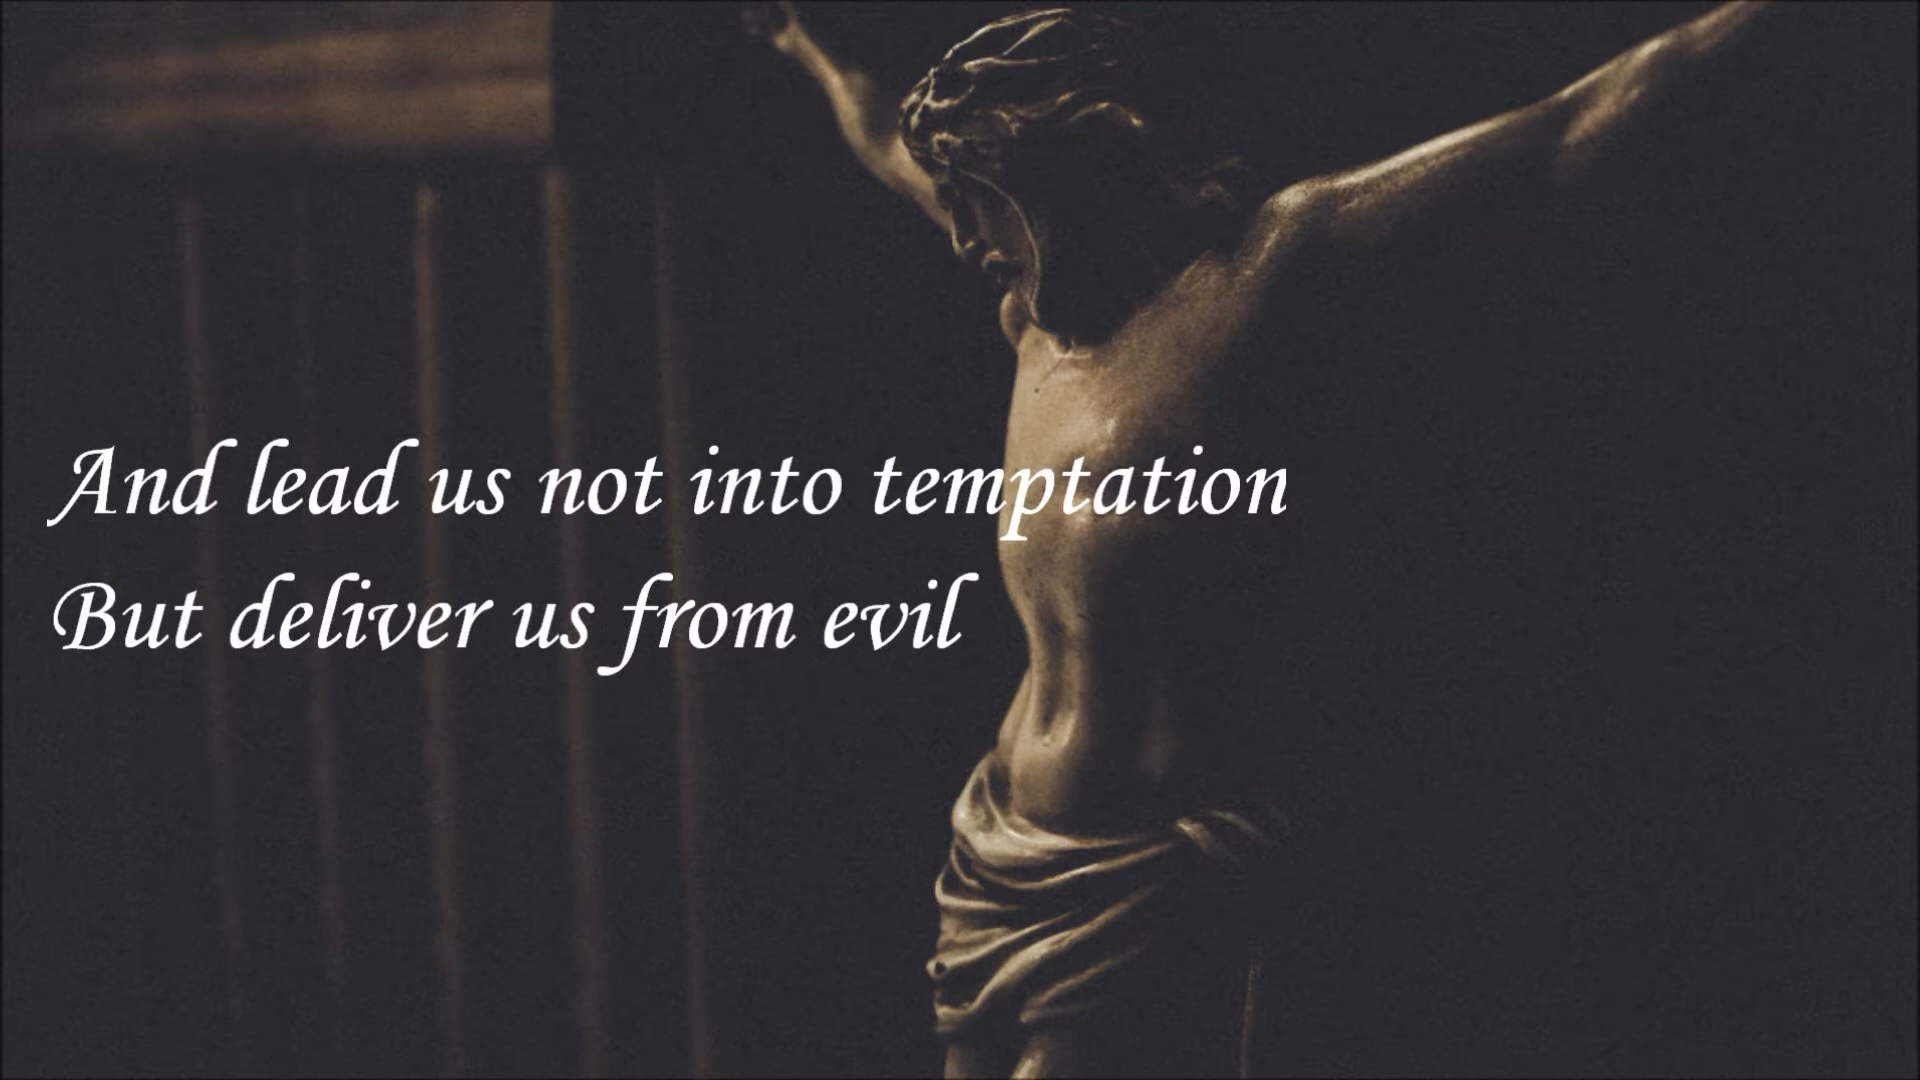 And lead us not into temptation
But deliver us from evil